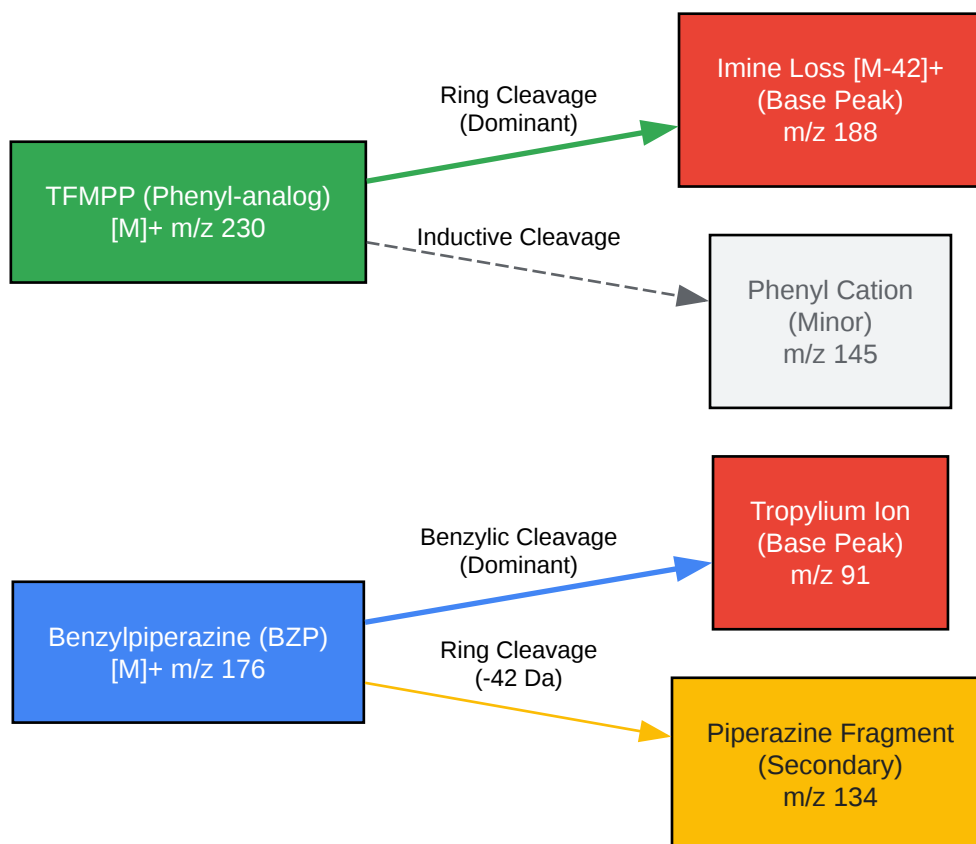 TFMPP (Phenyl-analog)
[M]+ m/z 230
Ring Cleavage
(Dominant)
Imine Loss [M-42]+
(Base Peak)
m/z 188
Inductive Cleavage
Phenyl Cation
(Minor)
m/z 145
Benzylpiperazine (BZP)
[M]+ m/z 176
Benzylic Cleavage
(Dominant)
Tropylium Ion
(Base Peak)
m/z 91
Ring Cleavage
(-42 Da)
Piperazine Fragment
(Secondary)
m/z 134